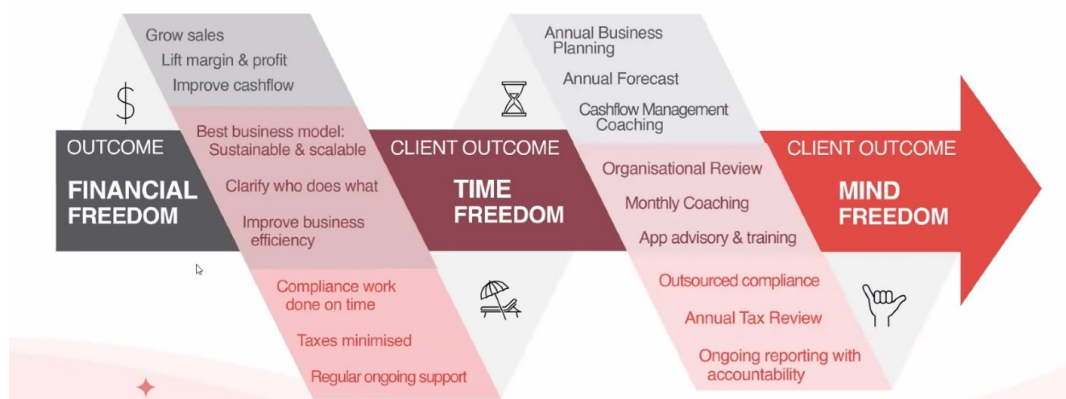 Grow sales
Lift margin & profit
Improve cashflow
OUTCOME
FINANCIAL
FREEDOM
Best business model:
Sustainable & scalable
Clarify who does what
Improve business
efficiency
Compliance work
done on time
Taxes minimised
Regular ongoing support
CLIENT OUTCOME
TIME
FREEDOM
Annual Business
Planning
Annual Forecast
Cashflow Management
Coaching
Organisational Review
Monthly Coaching
App advisory & training
Outsourced compliance
Annual Tax Review
Ongoing reporting with
accountability
CLIENT OUTCOME
MIND
FREEDOM